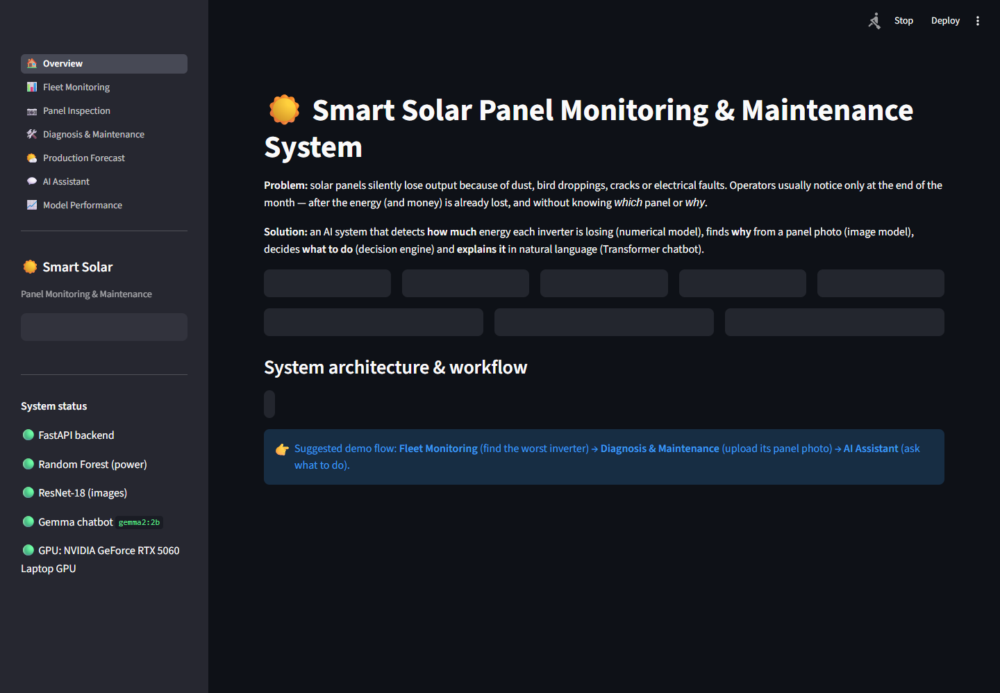 Stop
Deploy
Overview
Fleet Monitoring
Panel Inspection
Diagnosis & Maintenance
Production Forecast
AI Assistant
Model Performance
Smart Solar
Panel Monitoring & Maintenance
System status
FastAPI backend
Random Forest (power)
ResNet-18 (images)
Gemma chatbot gemma2:2b
GPU: NVIDIA GeForce RTX 5060
Laptop GPU
Smart Solar Panel Monitoring & Maintenance
System
Problem: solar panels silently lose output because of dust, bird droppings, cracks or electrical faults. Operators usually notice only at the end of the
month — after the energy (and money) is already lost, and without knowing which panel or why.
Solution: an AI system that detects how much energy each inverter is losing (numerical model), finds why from a panel photo (image model),
decides what to do (decision engine) and explains it in natural language (Transformer chatbot).
System architecture & workflow
Suggested demo flow: Fleet Monitoring (find the worst inverter) → Diagnosis & Maintenance (upload its panel photo) → AI Assistant (ask
what to do).